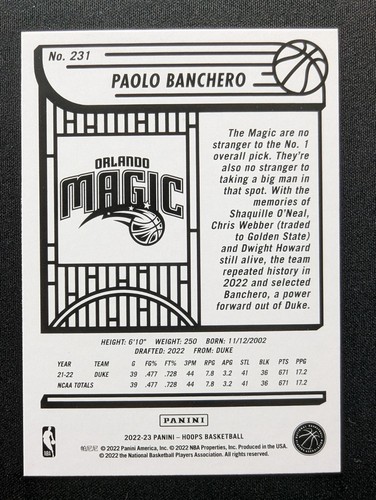 No. 231
PAOLO BANCHERO
ORLANDO
MAGIC
The Magic are no
stranger to the No. 1
overall pick. They're
also no stranger to
taking a big man in
that spot. With the
memories of
Shaquille O'Neal,
Chris Webber (traded
to Golden State)
and Dwight Howard
still alive, the team
repeated history in
2022 and selected
Banchero, a power
forward out of Duke.
HEIGHT: 6'10" WEIGHT: 250 BORN: 11/12/2002
DRAFTED: 2022 FROM: DUKE
YEAR TEAM G FG% FT% 3PM RPG APG STL BLK PTS PPG
21-22 DUKE 39 .477 .728 44 7.8 3.2 41 36 671 17.2
NCAA TOTALS 39 .477 .728 44 7.8 3.2 41 36 671 17.2
PANINI
2022-23 PANINI – HOOPS BASKETBALL
帕尼尼 © 2022 Panini America, Inc. © 2022 NBA Properties, Inc. Produced in the USA.
© 2022 the National Basketball Players Association. All rights reserved.